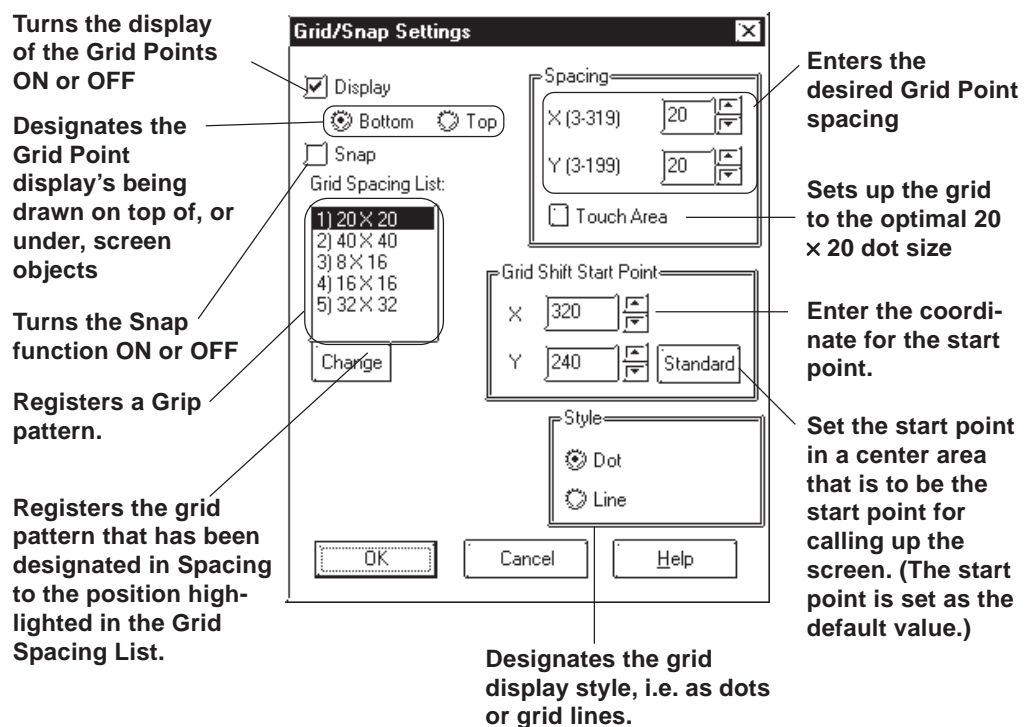 Turns the display
of the Grid Points
ON or OFF
Designates the
Grid Point
display's being
drawn on top of, or
under, screen
objects
Turns the Snap
function ON or OFF
Registers a Grip
pattern.
Registers the grid
pattern that has been
designated in Spacing
to the position high-
lighted in the Grid
Spacing List.
Grid/Snap Settings
Display
Bottom Top
Snap
Grid Spacing List:
1) 20 X 20
2) 40 X 40
3) 8 X 16
4) 16 X 16
5) 32 X 32
Change
Spacing
X (3-319) 20
Y (3-199) 20
Touch Area
Grid Shift Start Point
X 320
Y 240 Standard
Style
Dot
Line
OK Cancel Help
Enters the
desired Grid Point
spacing
Sets up the grid
to the optimal 20
× 20 dot size
Enter the coordi-
nate for the start
point.
Set the start point
in a center area
that is to be the
start point for
calling up the
screen. (The start
point is set as the
default value.)
Designates the grid
display style, i.e. as dots
or grid lines.